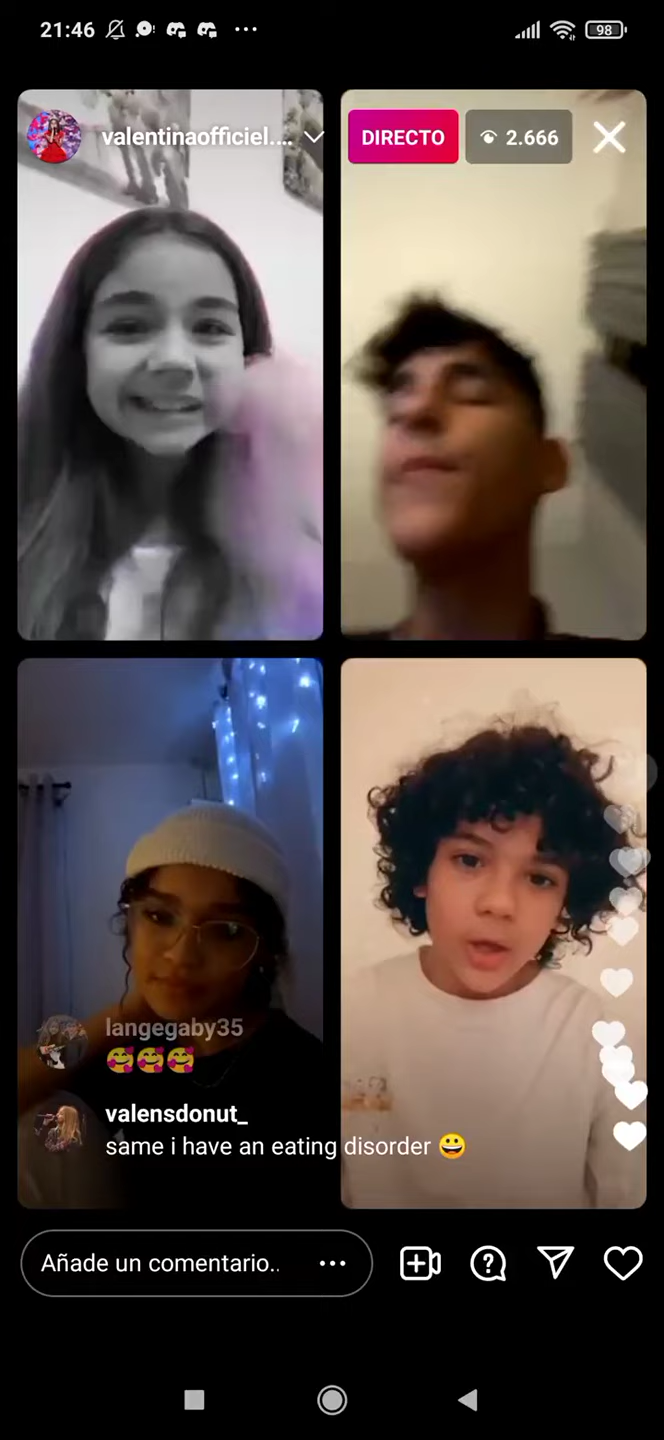 21:46
98
valentinaofficiel....
DIRECTO
2.666
langegaby35
🥰🥰🥰
valensdonut_
same i have an eating disorder 😀
Añade un comentario..